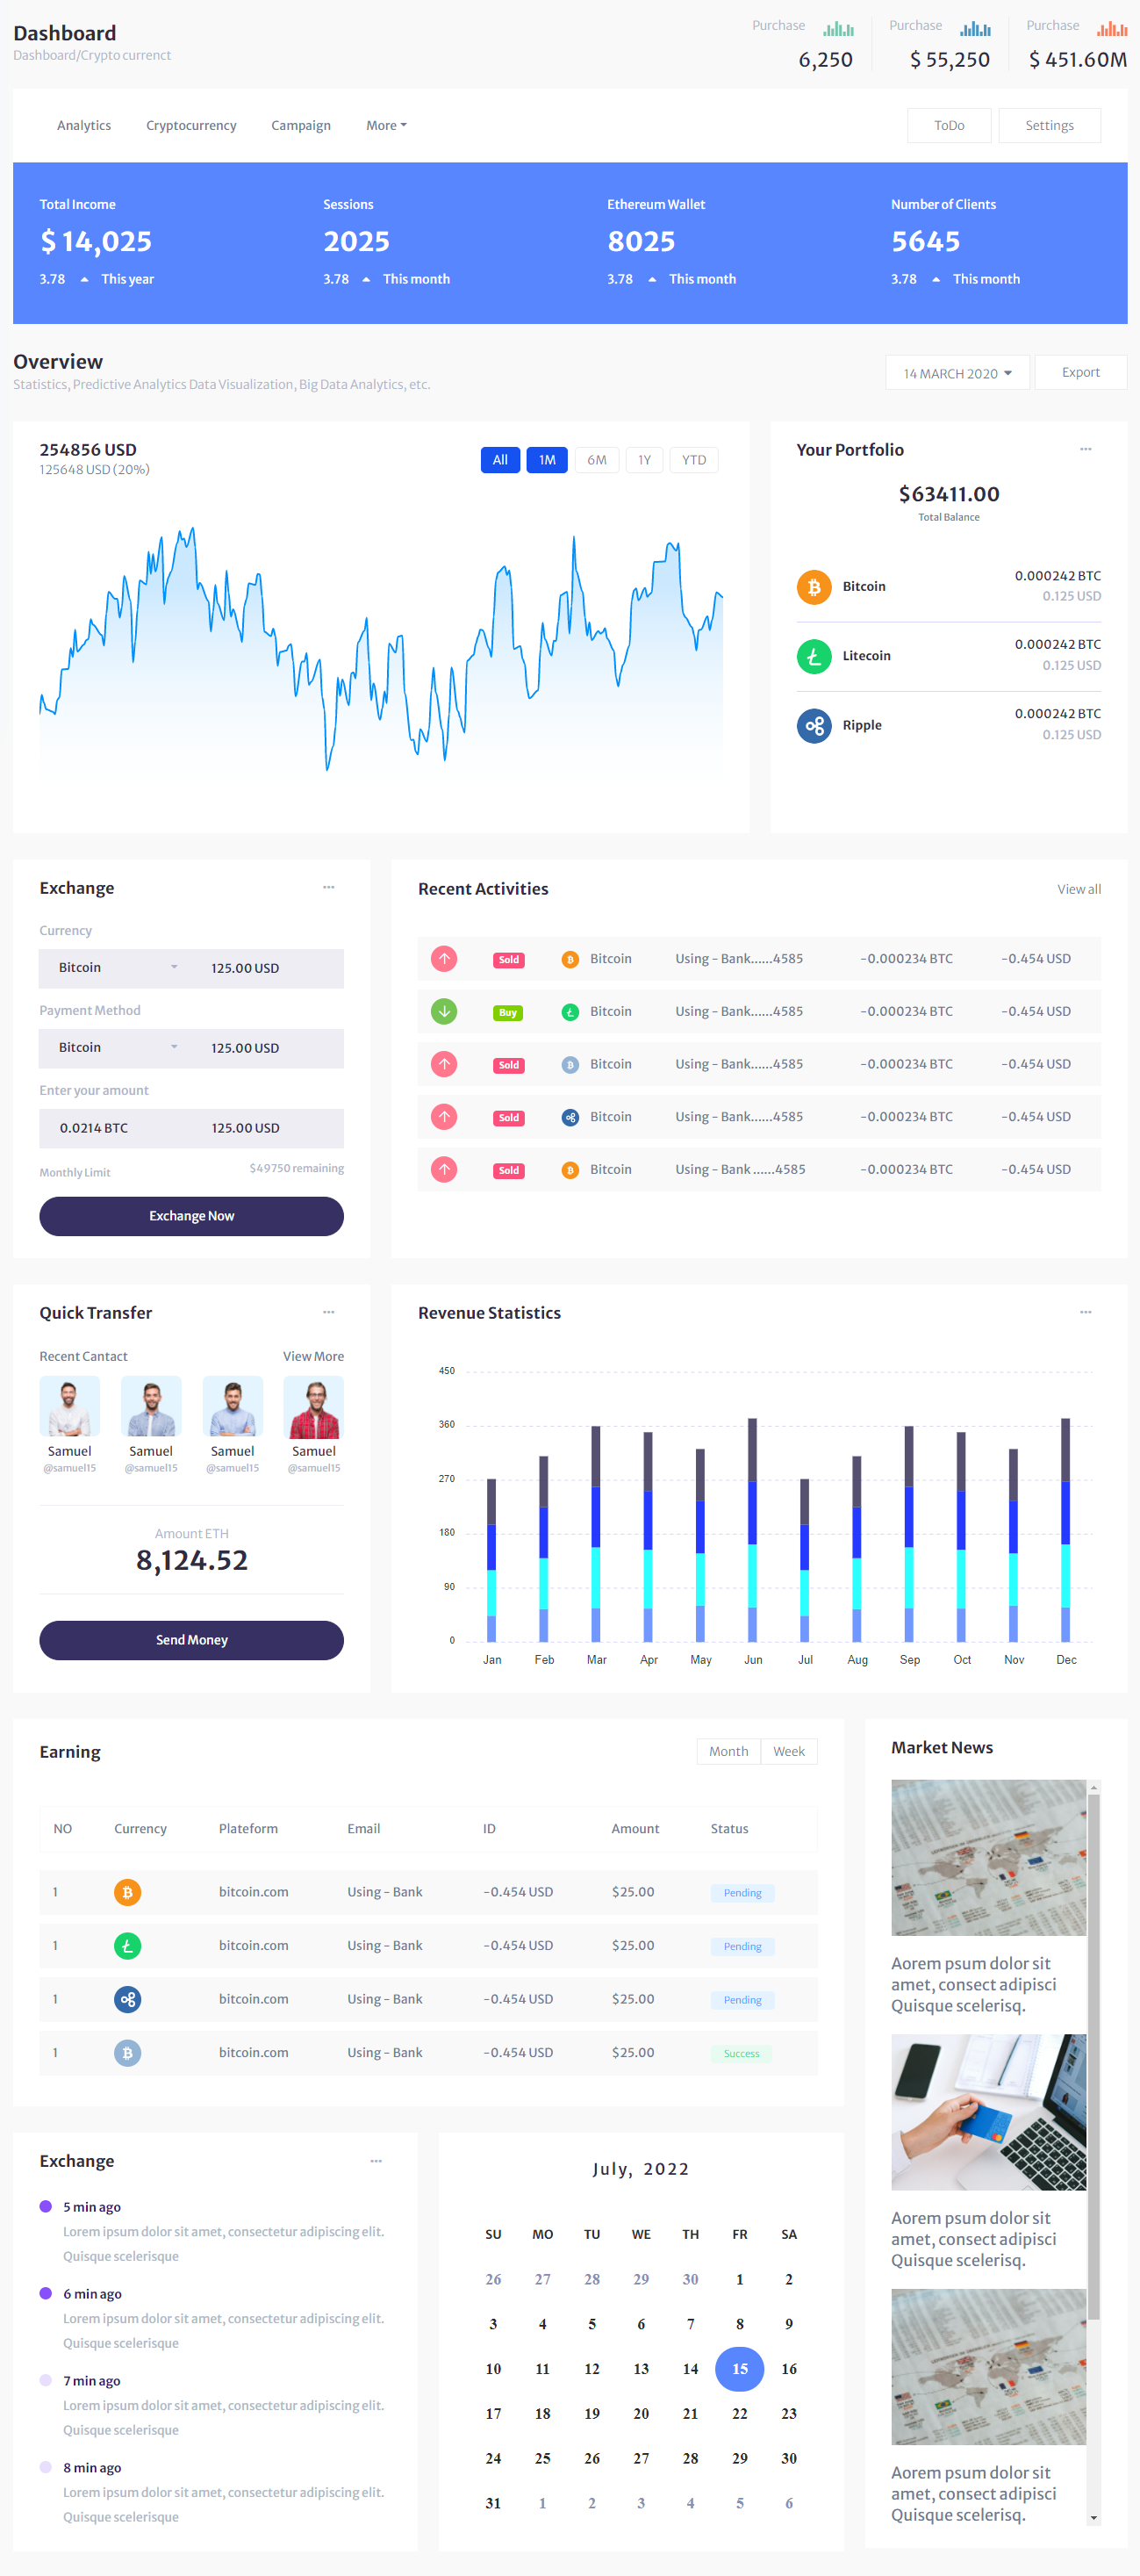 Dashboard
Dashboard/Crypto currenct
Purchase
6,250
Purchase
$ 55,250
Purchase
$ 451.60M
Analytics
Cryptocurrency
Campaign
More
ToDo
Settings
Total Income
$ 14,025
3.78 This year
Sessions
2025
3.78 This month
Ethereum Wallet
8025
3.78 This month
Number of Clients
5645
3.78 This month
Overview
Statistics, Predictive Analytics Data Visualization, Big Data Analytics, etc.
14 MARCH 2020
Export
254856 USD
125648 USD (20%)
All 1M 6M 1Y YTD
Your Portfolio
$63411.00
Total Balance
Bitcoin
0.000242 BTC
0.125 USD
Litecoin
0.000242 BTC
0.125 USD
Ripple
0.000242 BTC
0.125 USD
Exchange
Currency
Bitcoin 125.00 USD
Payment Method
Bitcoin 125.00 USD
Enter your amount
0.0214 BTC 125.00 USD
Monthly Limit $49750 remaining
Exchange Now
Recent Activities
View all
Sold Bitcoin Using - Bank......4585 -0.000234 BTC -0.454 USD
Buy Bitcoin Using - Bank......4585 -0.000234 BTC -0.454 USD
Sold Bitcoin Using - Bank......4585 -0.000234 BTC -0.454 USD
Sold Bitcoin Using - Bank......4585 -0.000234 BTC -0.454 USD
Sold Bitcoin Using - Bank ......4585 -0.000234 BTC -0.454 USD
Quick Transfer
Recent Cantact View More
Samuel Samuel Samuel Samuel
@samuel15 @samuel15 @samuel15 @samuel15
Amount ETH
8,124.52
Send Money
Revenue Statistics
450
360
270
180
90
0
Jan Feb Mar Apr May Jun Jul Aug Sep Oct Nov Dec
Earning
Month Week
NO Currency Plateform Email ID Amount Status
1 bitcoin.com Using - Bank -0.454 USD $25.00 Pending
1 bitcoin.com Using - Bank -0.454 USD $25.00 Pending
1 bitcoin.com Using - Bank -0.454 USD $25.00 Pending
1 bitcoin.com Using - Bank -0.454 USD $25.00 Success
Market News
Aorem psum dolor sit
amet, consect adipisci
Quisque scelerisq.
Aorem psum dolor sit
amet, consect adipisci
Quisque scelerisq.
Aorem psum dolor sit
amet, consect adipisci
Quisque scelerisq.
Exchange
5 min ago
Lorem ipsum dolor sit amet, consectetur adipiscing elit.
Quisque scelerisque
6 min ago
Lorem ipsum dolor sit amet, consectetur adipiscing elit.
Quisque scelerisque
7 min ago
Lorem ipsum dolor sit amet, consectetur adipiscing elit.
Quisque scelerisque
8 min ago
Lorem ipsum dolor sit amet, consectetur adipiscing elit.
Quisque scelerisque
July, 2022
SU MO TU WE TH FR SA
26 27 28 29 30 1 2
3 4 5 6 7 8 9
10 11 12 13 14 15 16
17 18 19 20 21 22 23
24 25 26 27 28 29 30
31 1 2 3 4 5 6